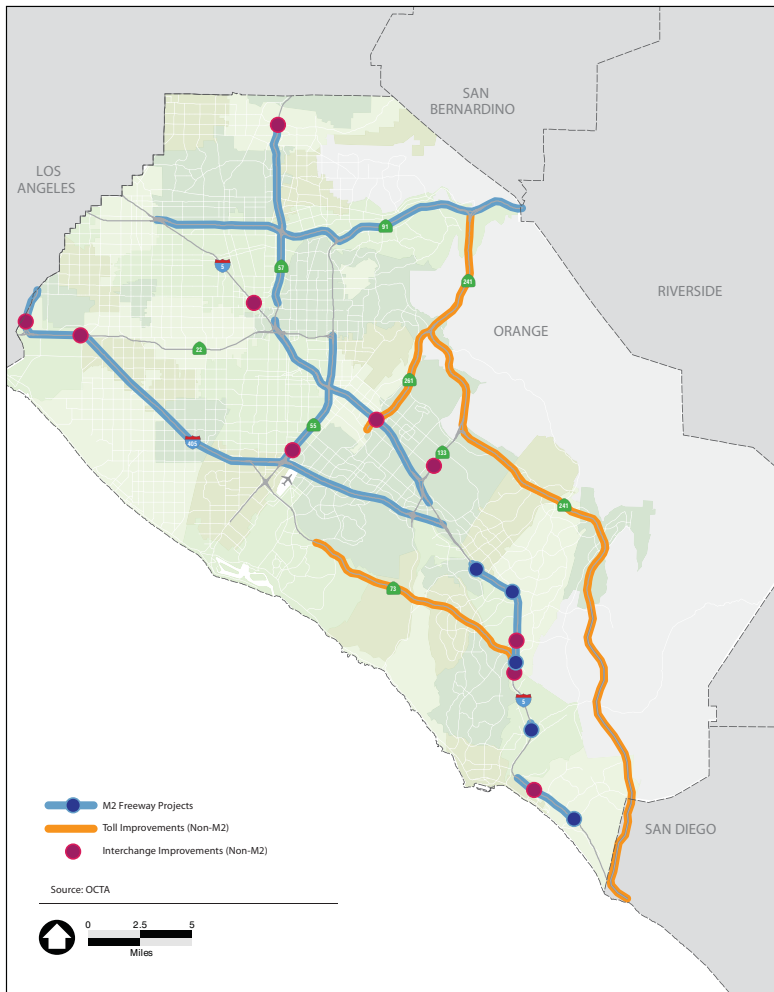 SAN
BERNARDINO
LOS
ANGELES
91
5
57
241
RIVERSIDE
ORANGE
22
261
55
405
133
241
73
5
M2 Freeway Projects
Toll Improvements (Non-M2)
Interchange Improvements (Non-M2)
SAN DIEGO
Source: OCTA
0 2.5 5
Miles